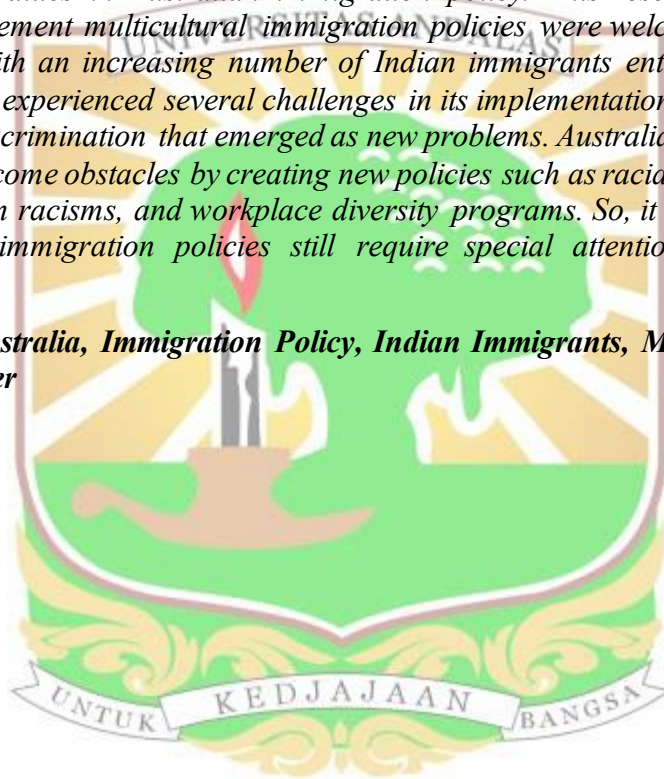 UNIVERSITAS ANDALAS
ement multicultural immigration policies were welc
ith an increasing number of Indian immigrants ent
experienced several challenges in its implementation
crimination that emerged as new problems. Australia
come obstacles by creating new policies such as racia
n racisms, and workplace diversity programs. So, it
immigration policies still require special attentio
stralia, Immigration Policy, Indian Immigrants, M
er
UNTUK KEDJAJAAN BANGSA